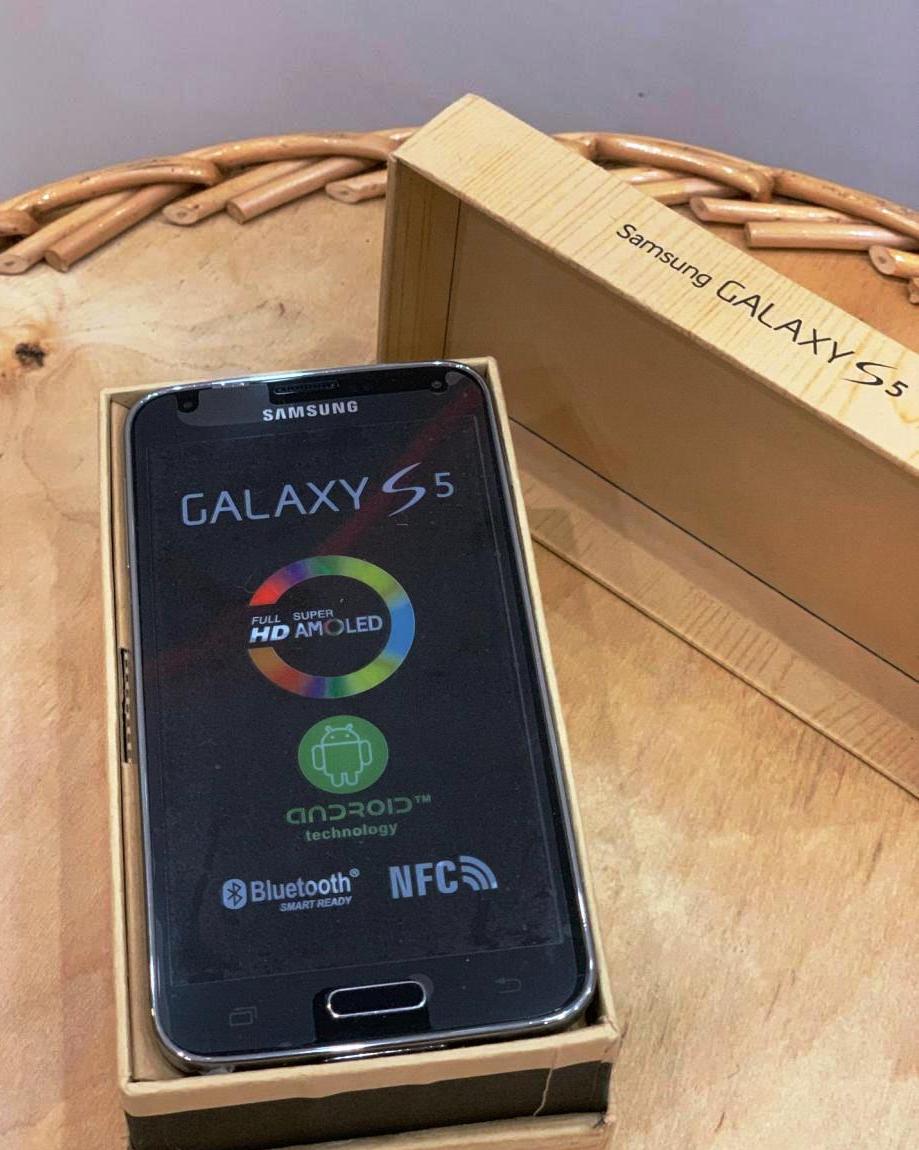 Samsung GALAXY S5
SAMSUNG
GALAXY S5
FULL SUPER
HD AMOLED
ANDROID™
technology
Bluetooth®
SMART READY
NFC